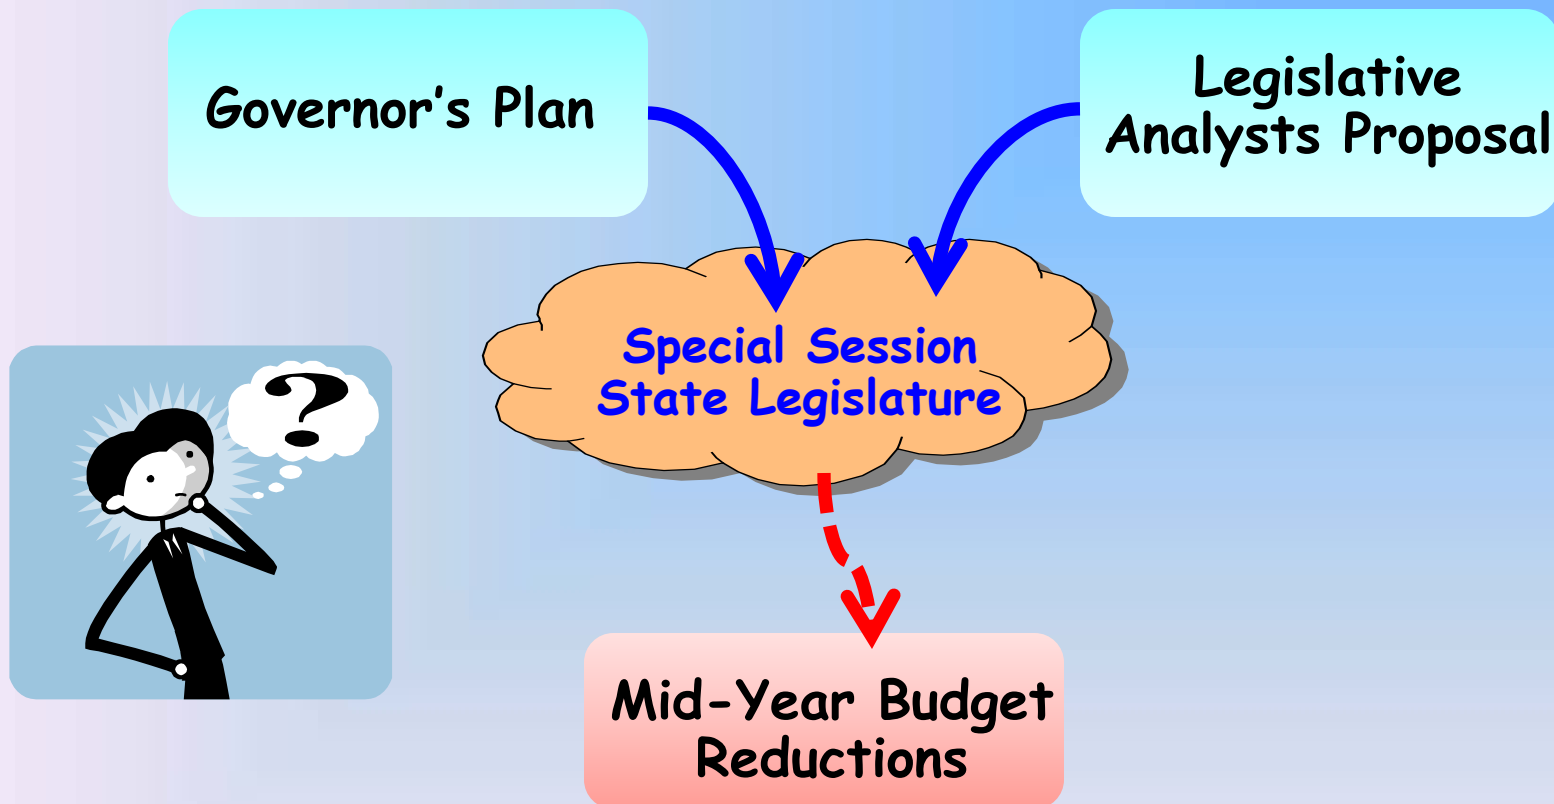 Governor's Plan
Legislative
Analysts Proposal
Special Session
State Legislature
?
Mid-Year Budget
Reductions